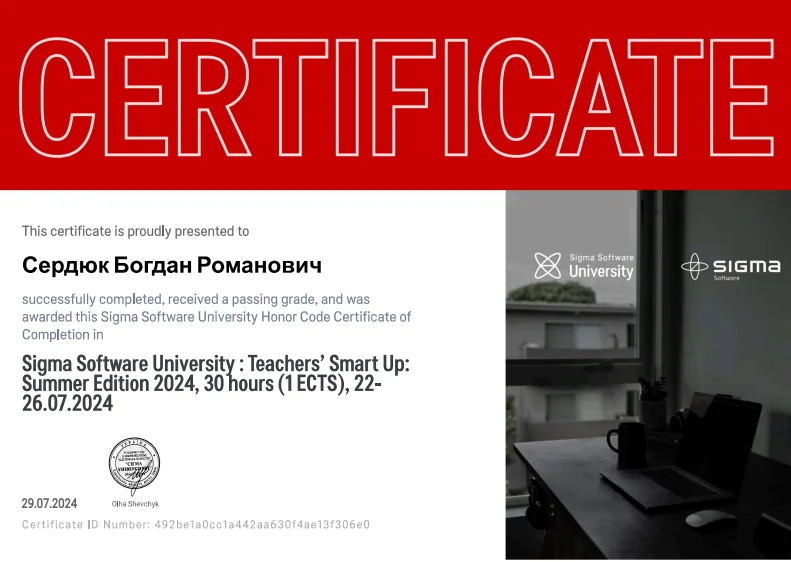 CERTIFICATE
This certificate is proudly presented to
Сердюк Богдан Романович
successfully completed, received a passing grade, and was
awarded this Sigma Software University Honor Code Certificate of
Completion in
Sigma Software University : Teachers’ Smart Up:
Summer Edition 2024, 30 hours (1 ECTS), 22-
26.07.2024
УКРАЇНА
"СІГМА
29.07.2024
Olha Shevchyk
Certificate ID Number: 492be1a0cc1a442aa630f4ae13f306e0
Sigma Software
University
SIGMA
Software